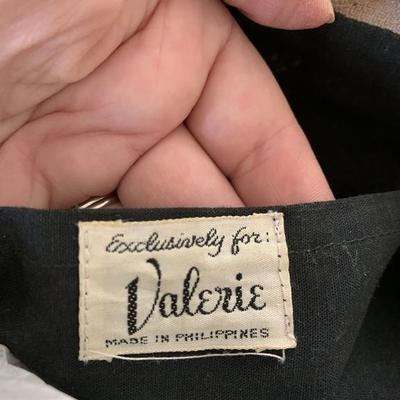 Exclusively for:
Valerie
MADE IN PHILIPPINES